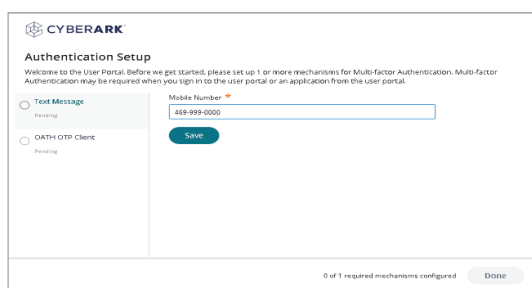 CYBERARK
Authentication Setup
Welcome to the User Portal. Before we get started, please set up 1 or more mechanisms for Multi-factor Authentication. Multi-factor
Authentication may be required when you sign in to the user portal or an application from the user portal.
Text Message
Pending
Mobile Number *
469-999-0000
Save
OATH OTP Client
Pending
0 of 1 required mechanisms configured
Done